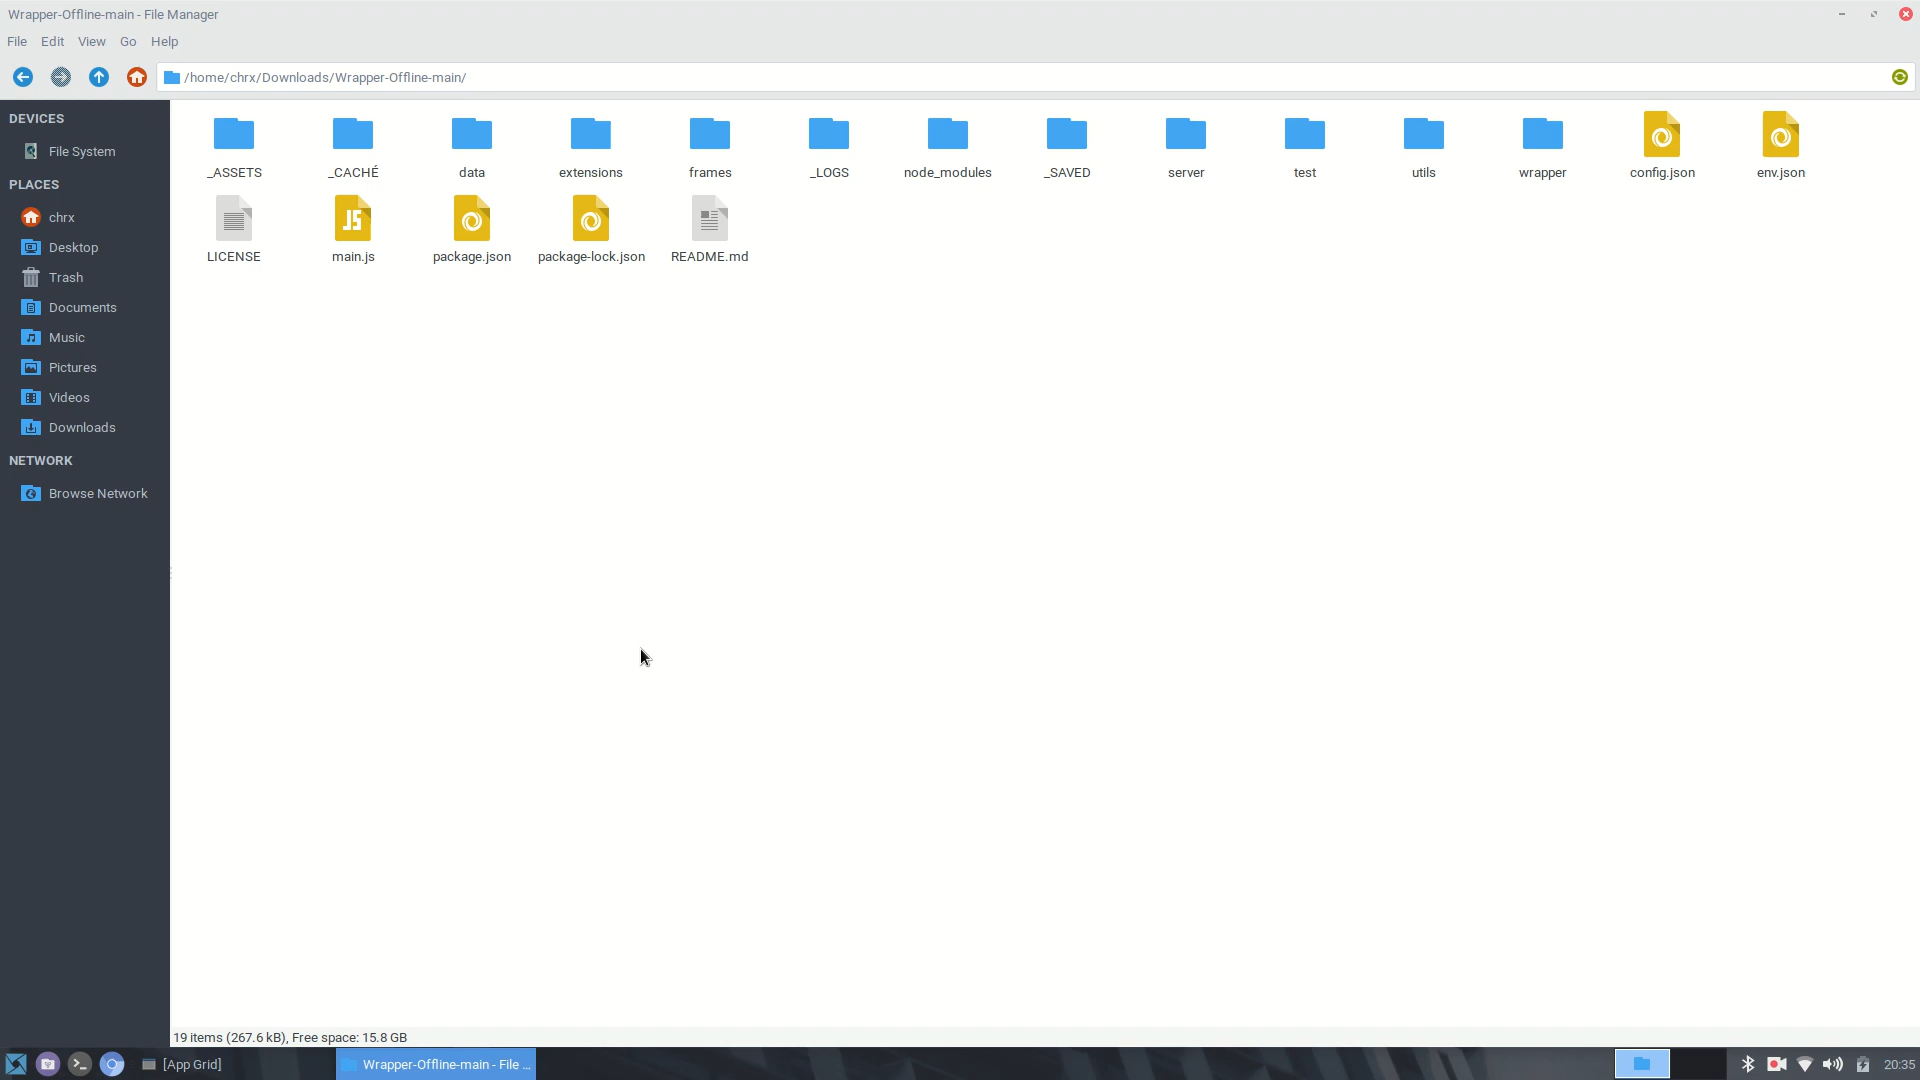 Wrapper-Offline-main - File Manager
File Edit View Go Help
/home/chrx/Downloads/Wrapper-Offline-main/
DEVICES
File System
PLACES
chrx
Desktop
Trash
Documents
Music
Pictures
Videos
Downloads
NETWORK
Browse Network
_ASSETS _CACHÉ data extensions frames _LOGS node_modules _SAVED server test utils wrapper config.json env.json
LICENSE main.js package.json package-lock.json README.md
JS
19 items (267.6 kB), Free space: 15.8 GB
[App Grid] Wrapper-Offline-main - File ... 20:35